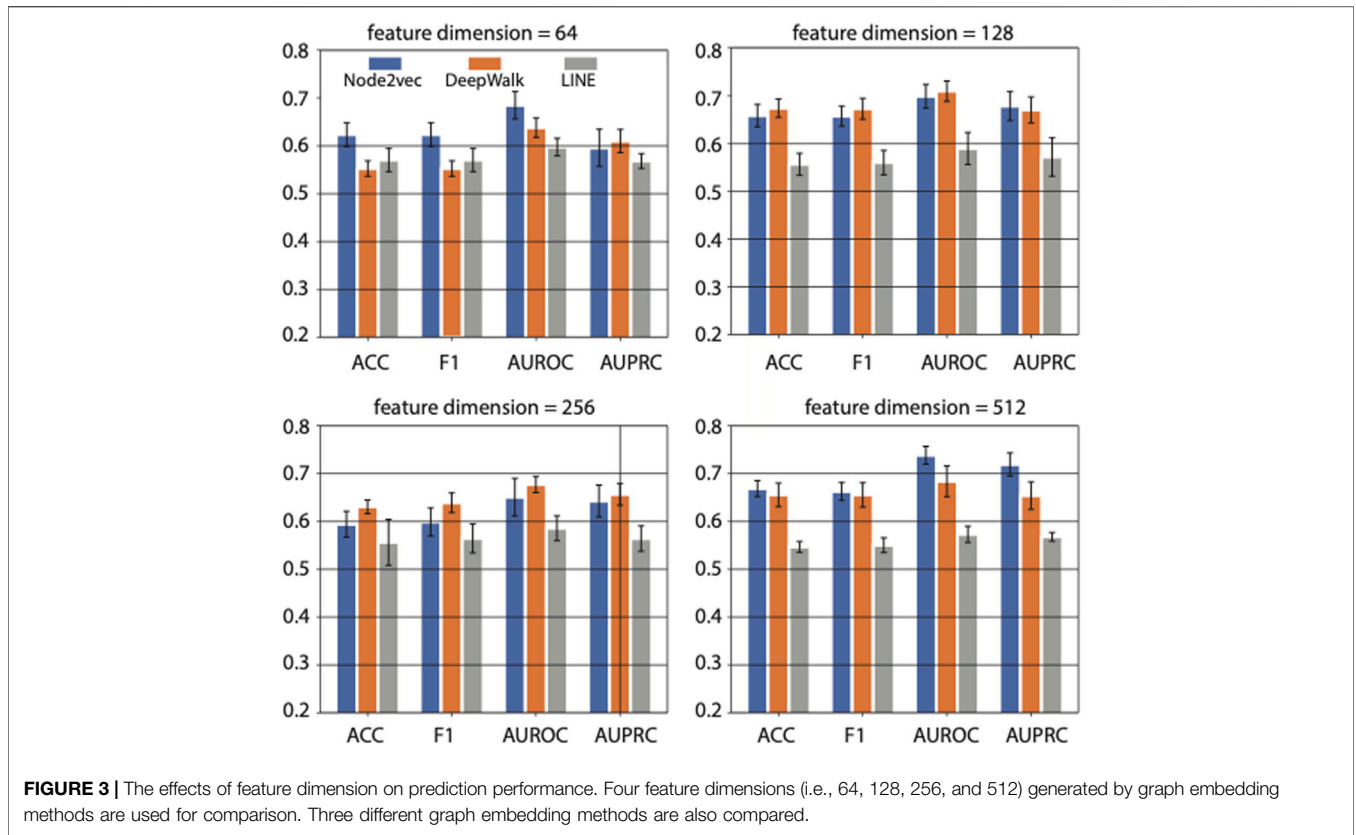 feature dimension = 64
0.8
0.7
0.6
0.5
0.4
0.3
0.2
Node2vec DeepWalk LINE
ACC F1 AUROC AUPRC
feature dimension = 128
0.8
0.7
0.6
0.5
0.4
0.3
0.2
ACC F1 AUROC AUPRC
feature dimension = 256
0.8
0.7
0.6
0.5
0.4
0.3
0.2
ACC F1 AUROC AUPRC
feature dimension = 512
0.8
0.7
0.6
0.5
0.4
0.3
0.2
ACC F1 AUROC AUPRC
FIGURE 3 | The effects of feature dimension on prediction performance. Four feature dimensions (i.e., 64, 128, 256, and 512) generated by graph embedding
methods are used for comparison. Three different graph embedding methods are also compared.